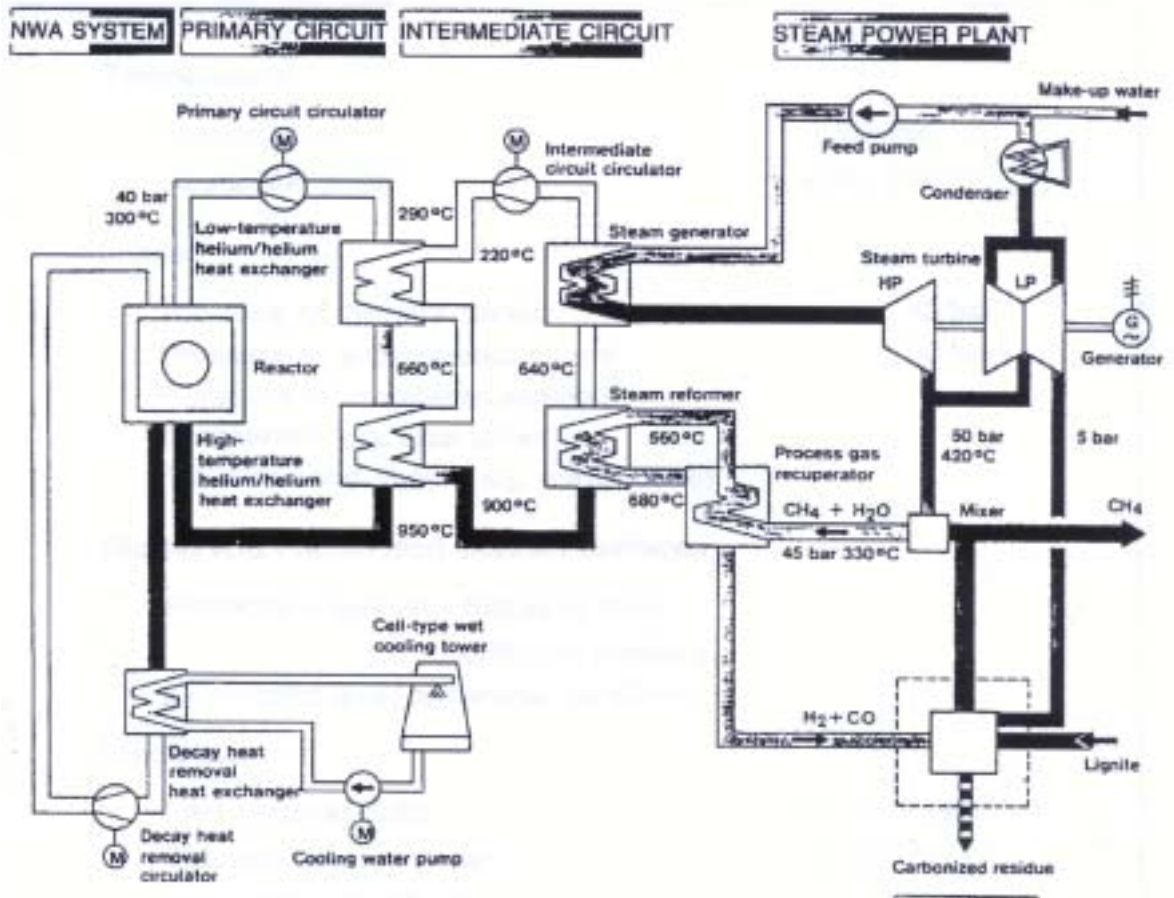 NWA SYSTEM
PRIMARY CIRCUIT
INTERMEDIATE CIRCUIT
STEAM POWER PLANT
Primary circuit circulator
M
40 bar
300°C
Low-temperature
helium/helium
heat exchanger
290°C
M
Intermediate
circuit circulator
220°C
Steam generator
Make-up water
Feed pump
Condenser
Steam turbine
HP
LP
G
~
Generator
Reactor
660°C
640°C
Steam reformer
High-
temperature
helium/helium
heat exchanger
900°C
950°C
560°C
680°C
Process gas
recuperator
50 bar
420°C
5 bar
CH4 + H2O
45 bar 330°C
Mixer
CH4
Cell-type wet
cooling tower
H2+CO
Lignite
Decay heat
removal
heat exchanger
M
Decay heat
removal
circulator
M
Cooling water pump
Carbonized residue